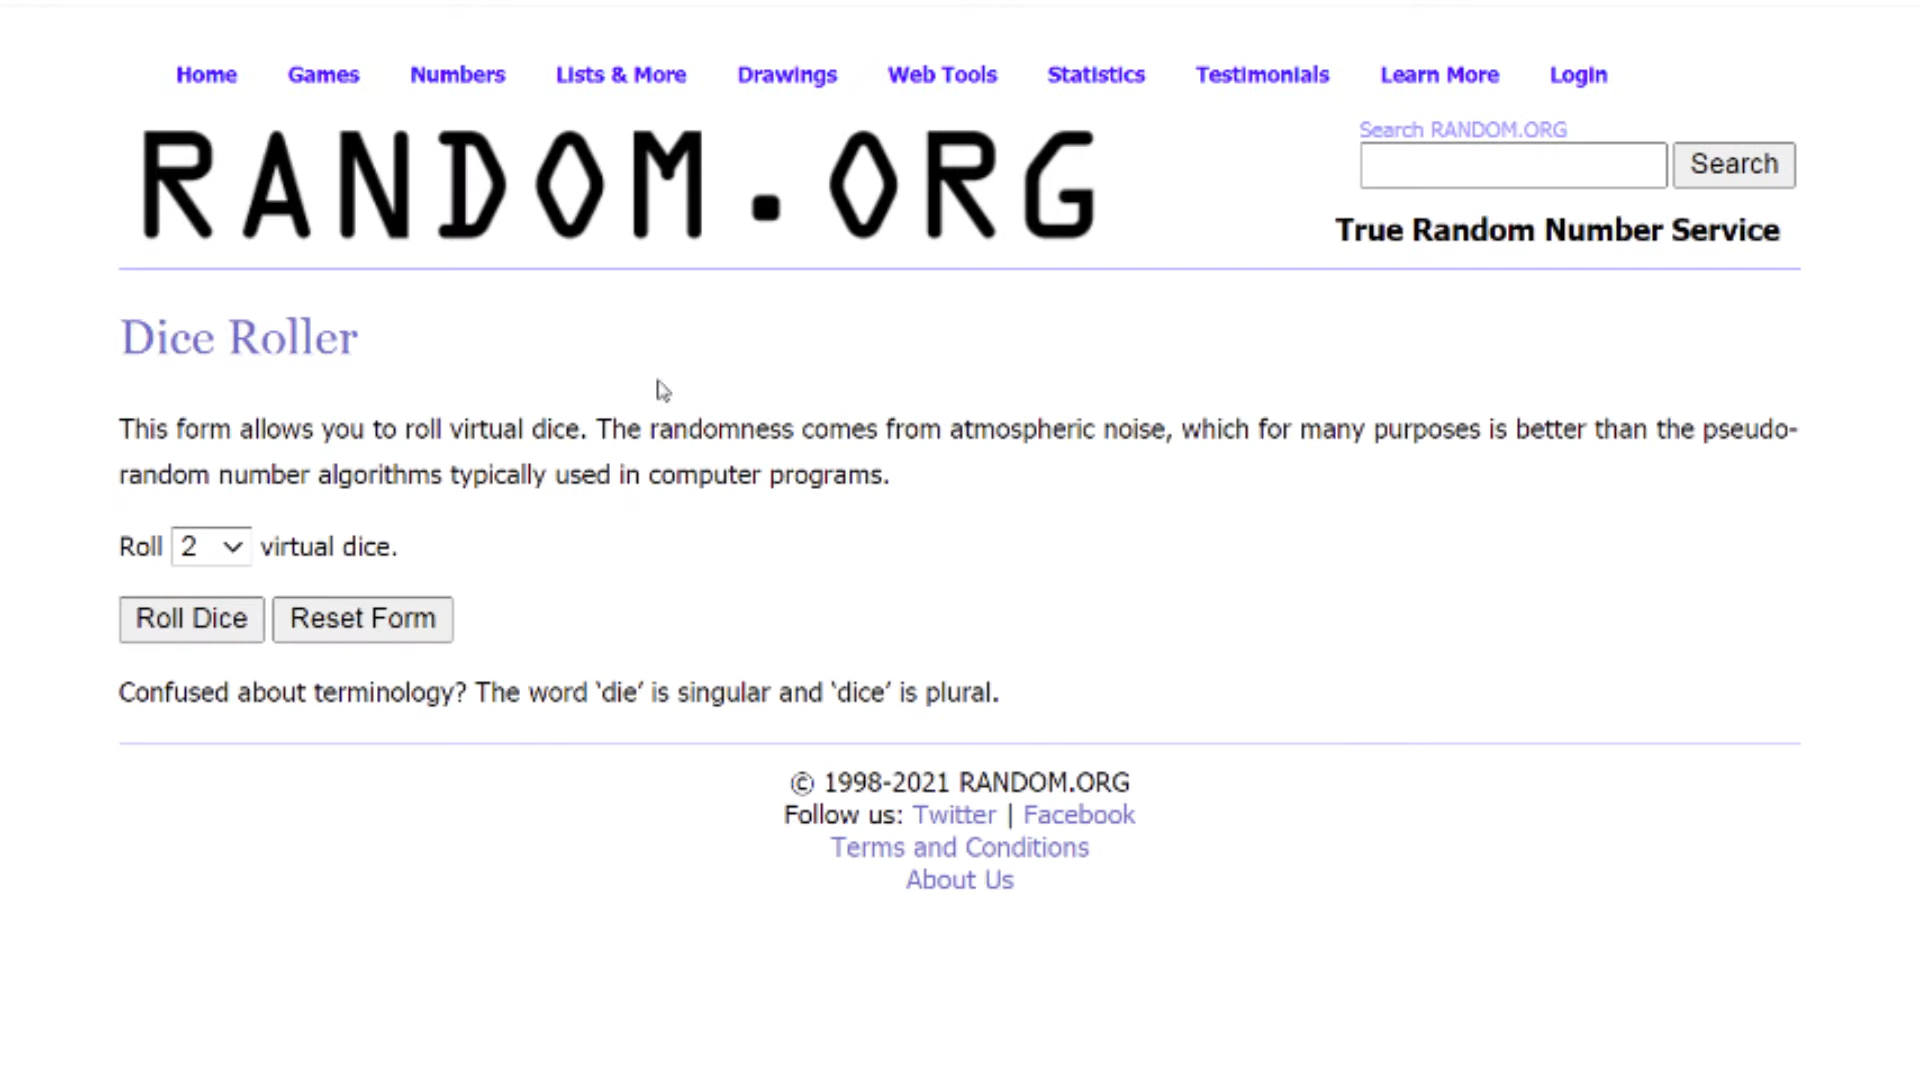 Home Games Numbers Lists & More Drawings Web Tools Statistics Testimonials Learn More Login
RANDOM.ORG
Search RANDOM.ORG
Search
True Random Number Service
Dice Roller
This form allows you to roll virtual dice. The randomness comes from atmospheric noise, which for many purposes is better than the pseudo-
random number algorithms typically used in computer programs.
Roll 2 virtual dice.
Roll Dice Reset Form
Confused about terminology? The word ‘die’ is singular and ‘dice’ is plural.
© 1998-2021 RANDOM.ORG
Follow us: Twitter | Facebook
Terms and Conditions
About Us